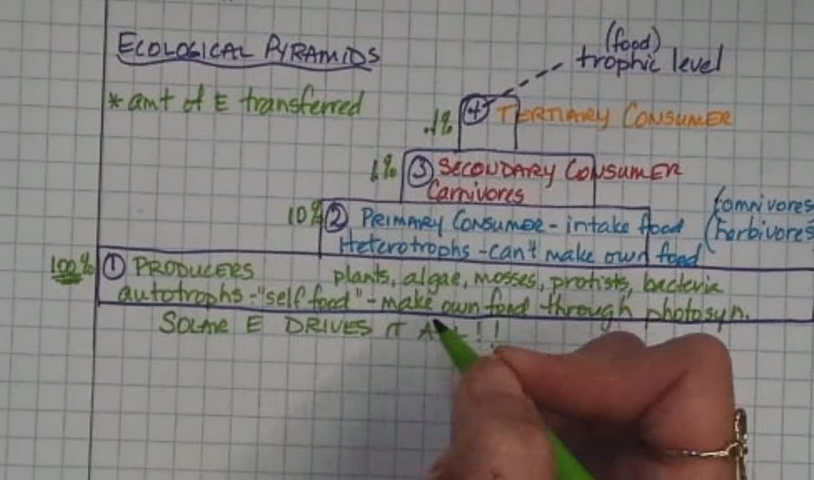 ECOLOGICAL PYRAMIDS
(food)
trophic level
* amt of E transferred
.1% 4 TERTIARY CONSUMER
1% 3 SECONDARY CONSUMER
Carnivores
10% 2 PRIMARY CONSUMER - intake food (omnivores
Heterotrophs - can't make own food (herbivores
100% 1 PRODUCERS plants, algae, mosses, protists, bacteria
autotrophs - "self food" - make own food through photosyn.
SOLAR E DRIVES IT ALL!!